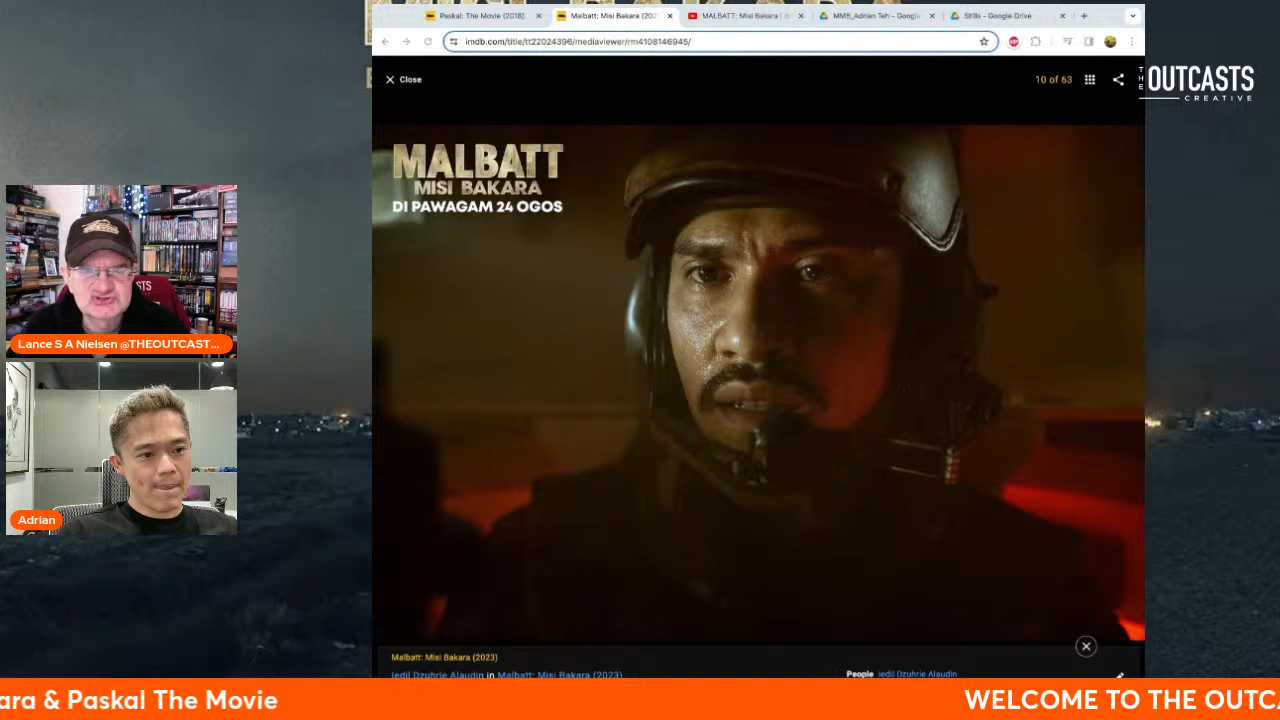 Paskal: The Movie (2018)
Malbatt: Misi Bakara (202
MALBATT: Misi Bakara |
MMB_Adrian Teh - Google
Stills - Google Drive
imdb.com/title/tt22024396/mediaviewer/rm4108146945/
Close
10 of 63
THE
OUTCASTS
CREATIVE
MALBATT
MISI BAKARA
DI PAWAGAM 24 OGOS
Lance S A Nielsen @THEOUTCAST...
Adrian
Malbatt: Misi Bakara (2023)
Jedil Dzuhrie Alaudin in Malbatt: Misi Bakara (2023)
People Jedil Dzuhrie Alaudin
ara & Paskal The Movie
WELCOME TO THE OUTCA